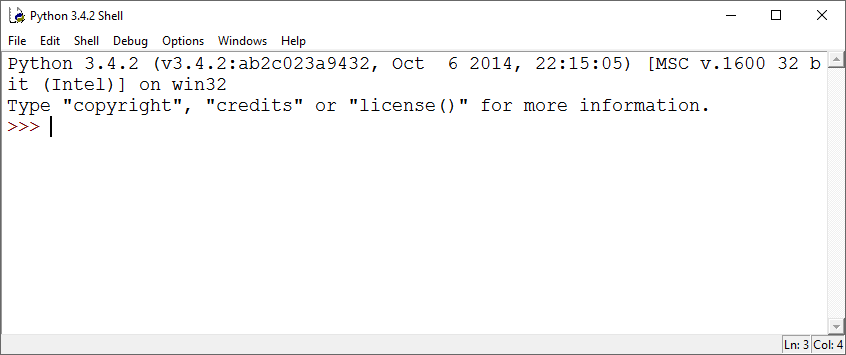 Python 3.4.2 Shell
File Edit Shell Debug Options Windows Help
Python 3.4.2 (v3.4.2:ab2c023a9432, Oct  6 2014, 22:15:05) [MSC v.1600 32 b
it (Intel)] on win32
Type "copyright", "credits" or "license()" for more information.
>>>
Ln: 3 Col: 4